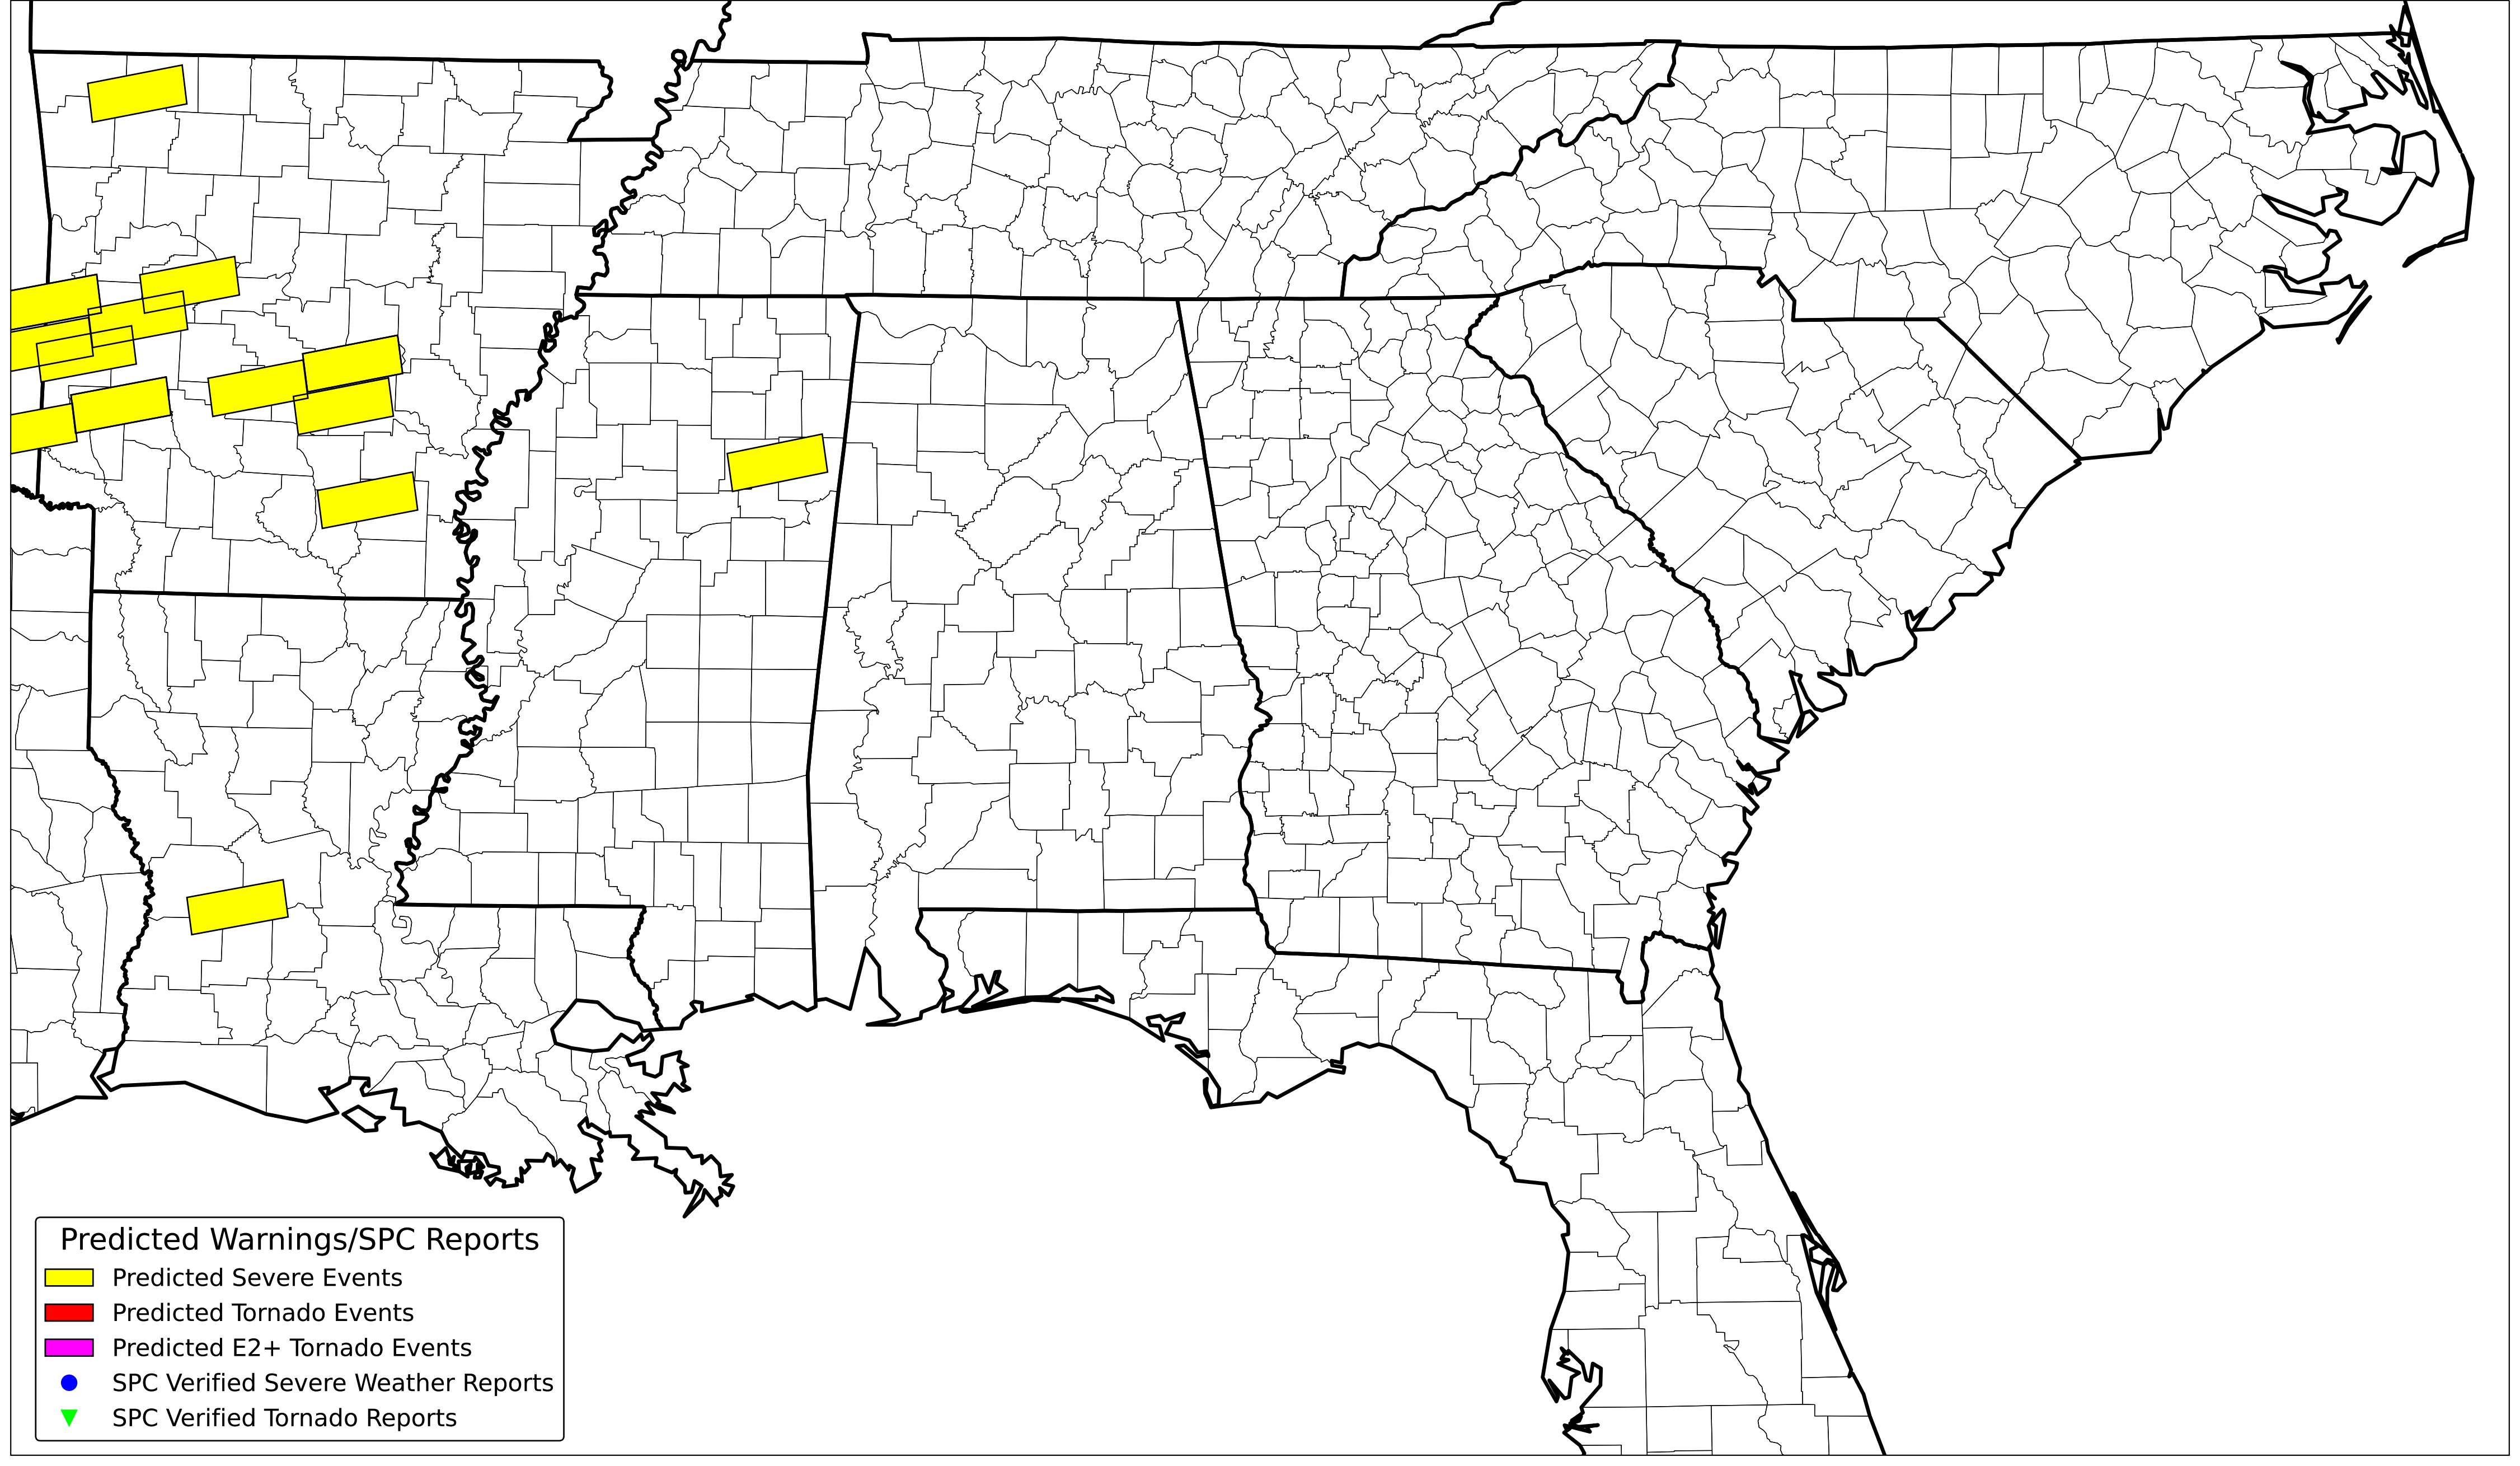 Predicted Warnings/SPC Reports
Predicted Severe Events
Predicted Tornado Events
Predicted E2+ Tornado Events
SPC Verified Severe Weather Reports
SPC Verified Tornado Reports